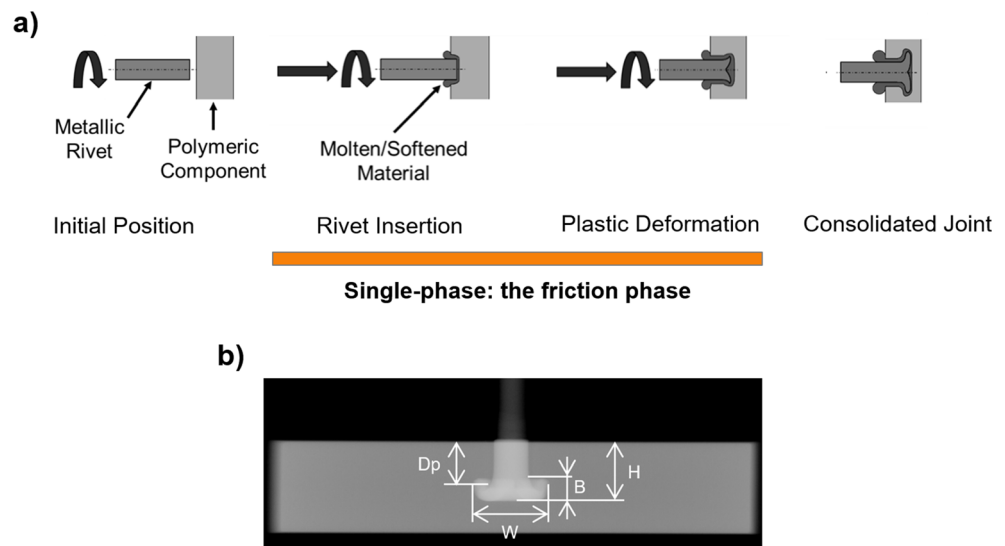 a)
Metallic
Rivet
Polymeric
Component
Molten/Softened
Material
Initial Position
Rivet Insertion
Plastic Deformation
Consolidated Joint
Single-phase: the friction phase
b)
Dp
B
H
W